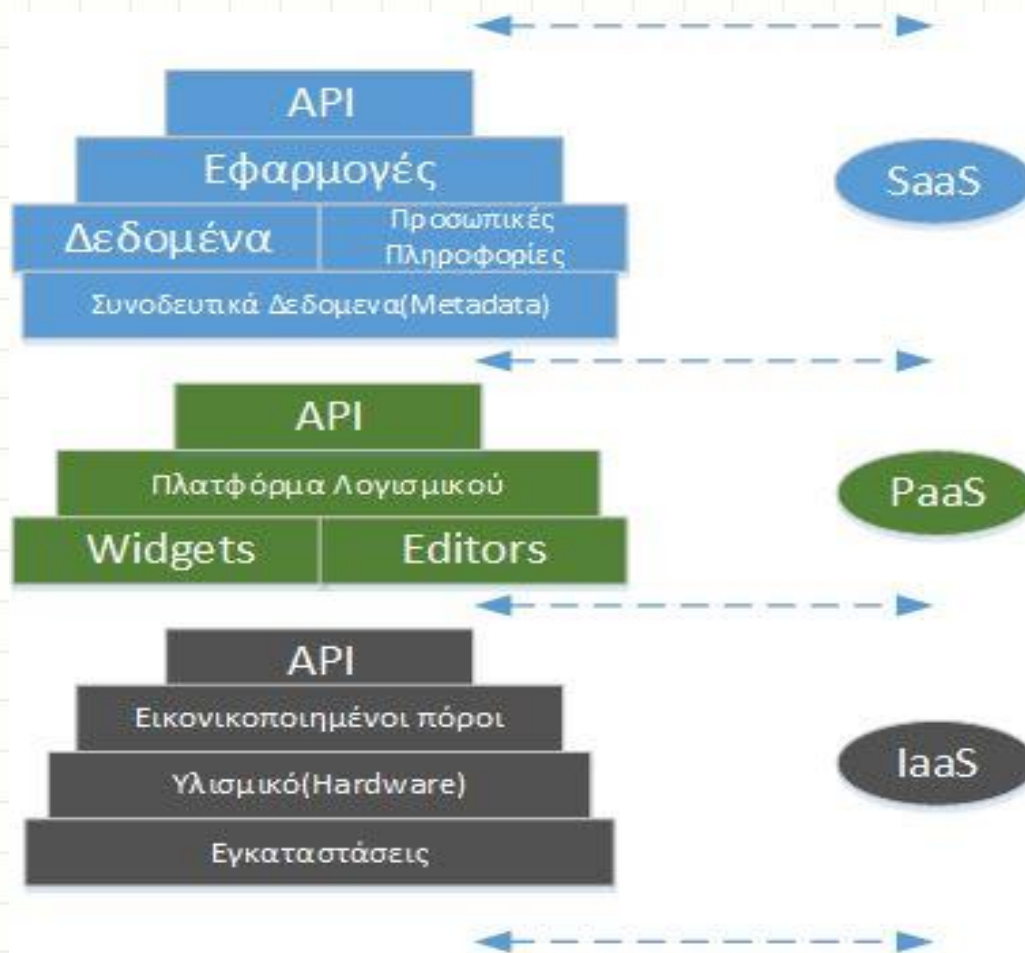 API
Εφαρμογές
Δεδομένα
Προσωπικές
Πληροφορίες
Συνοδευτικά Δεδομενα(Metadata)
SaaS
API
Πλατφόρμα Λογισμικού
Widgets
Editors
PaaS
API
Εικονικοποιημένοι πόροι
Υλισμικό(Hardware)
Εγκαταστάσεις
IaaS